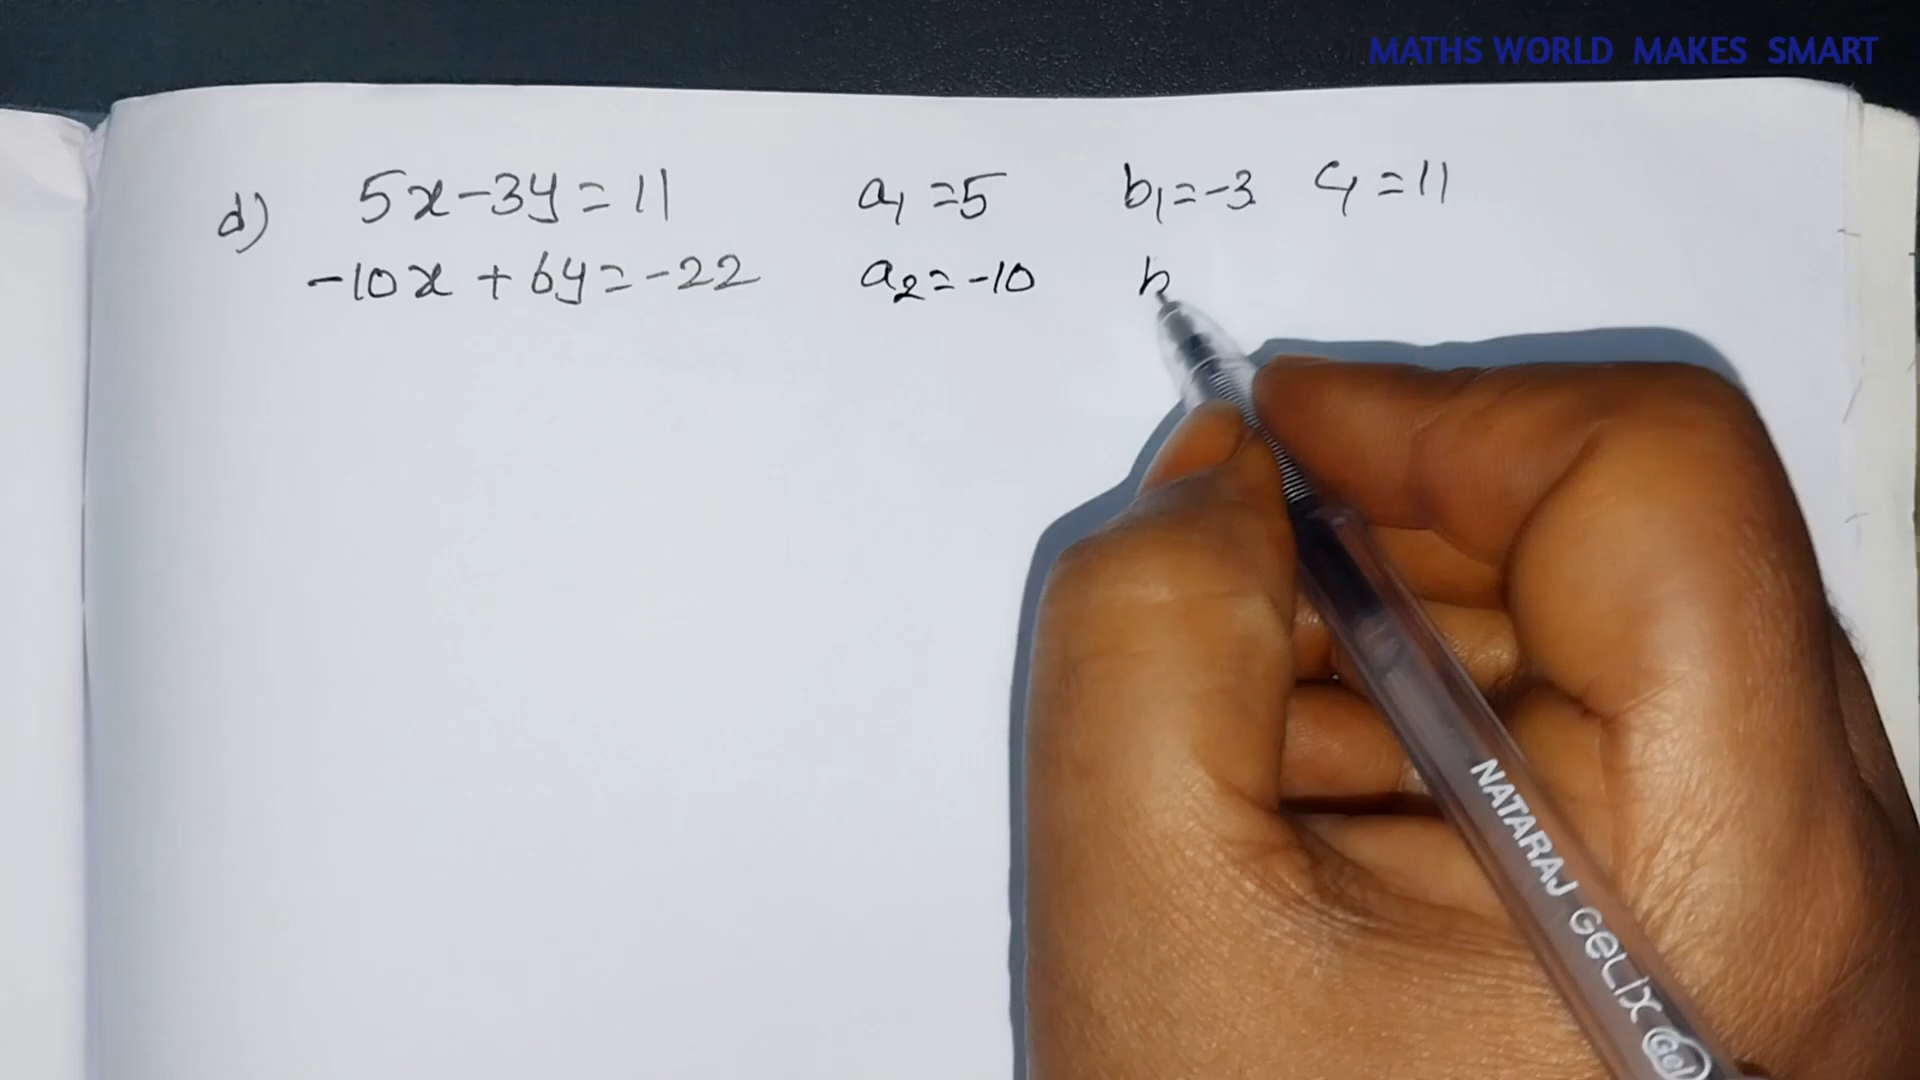 MATHS WORLD MAKES SMART
d) 5x-3y=11 a₁=5 b₁=-3 c₁=11
-10x+6y=-22 a₂=-10 b
NATARAJ GELIX Gel